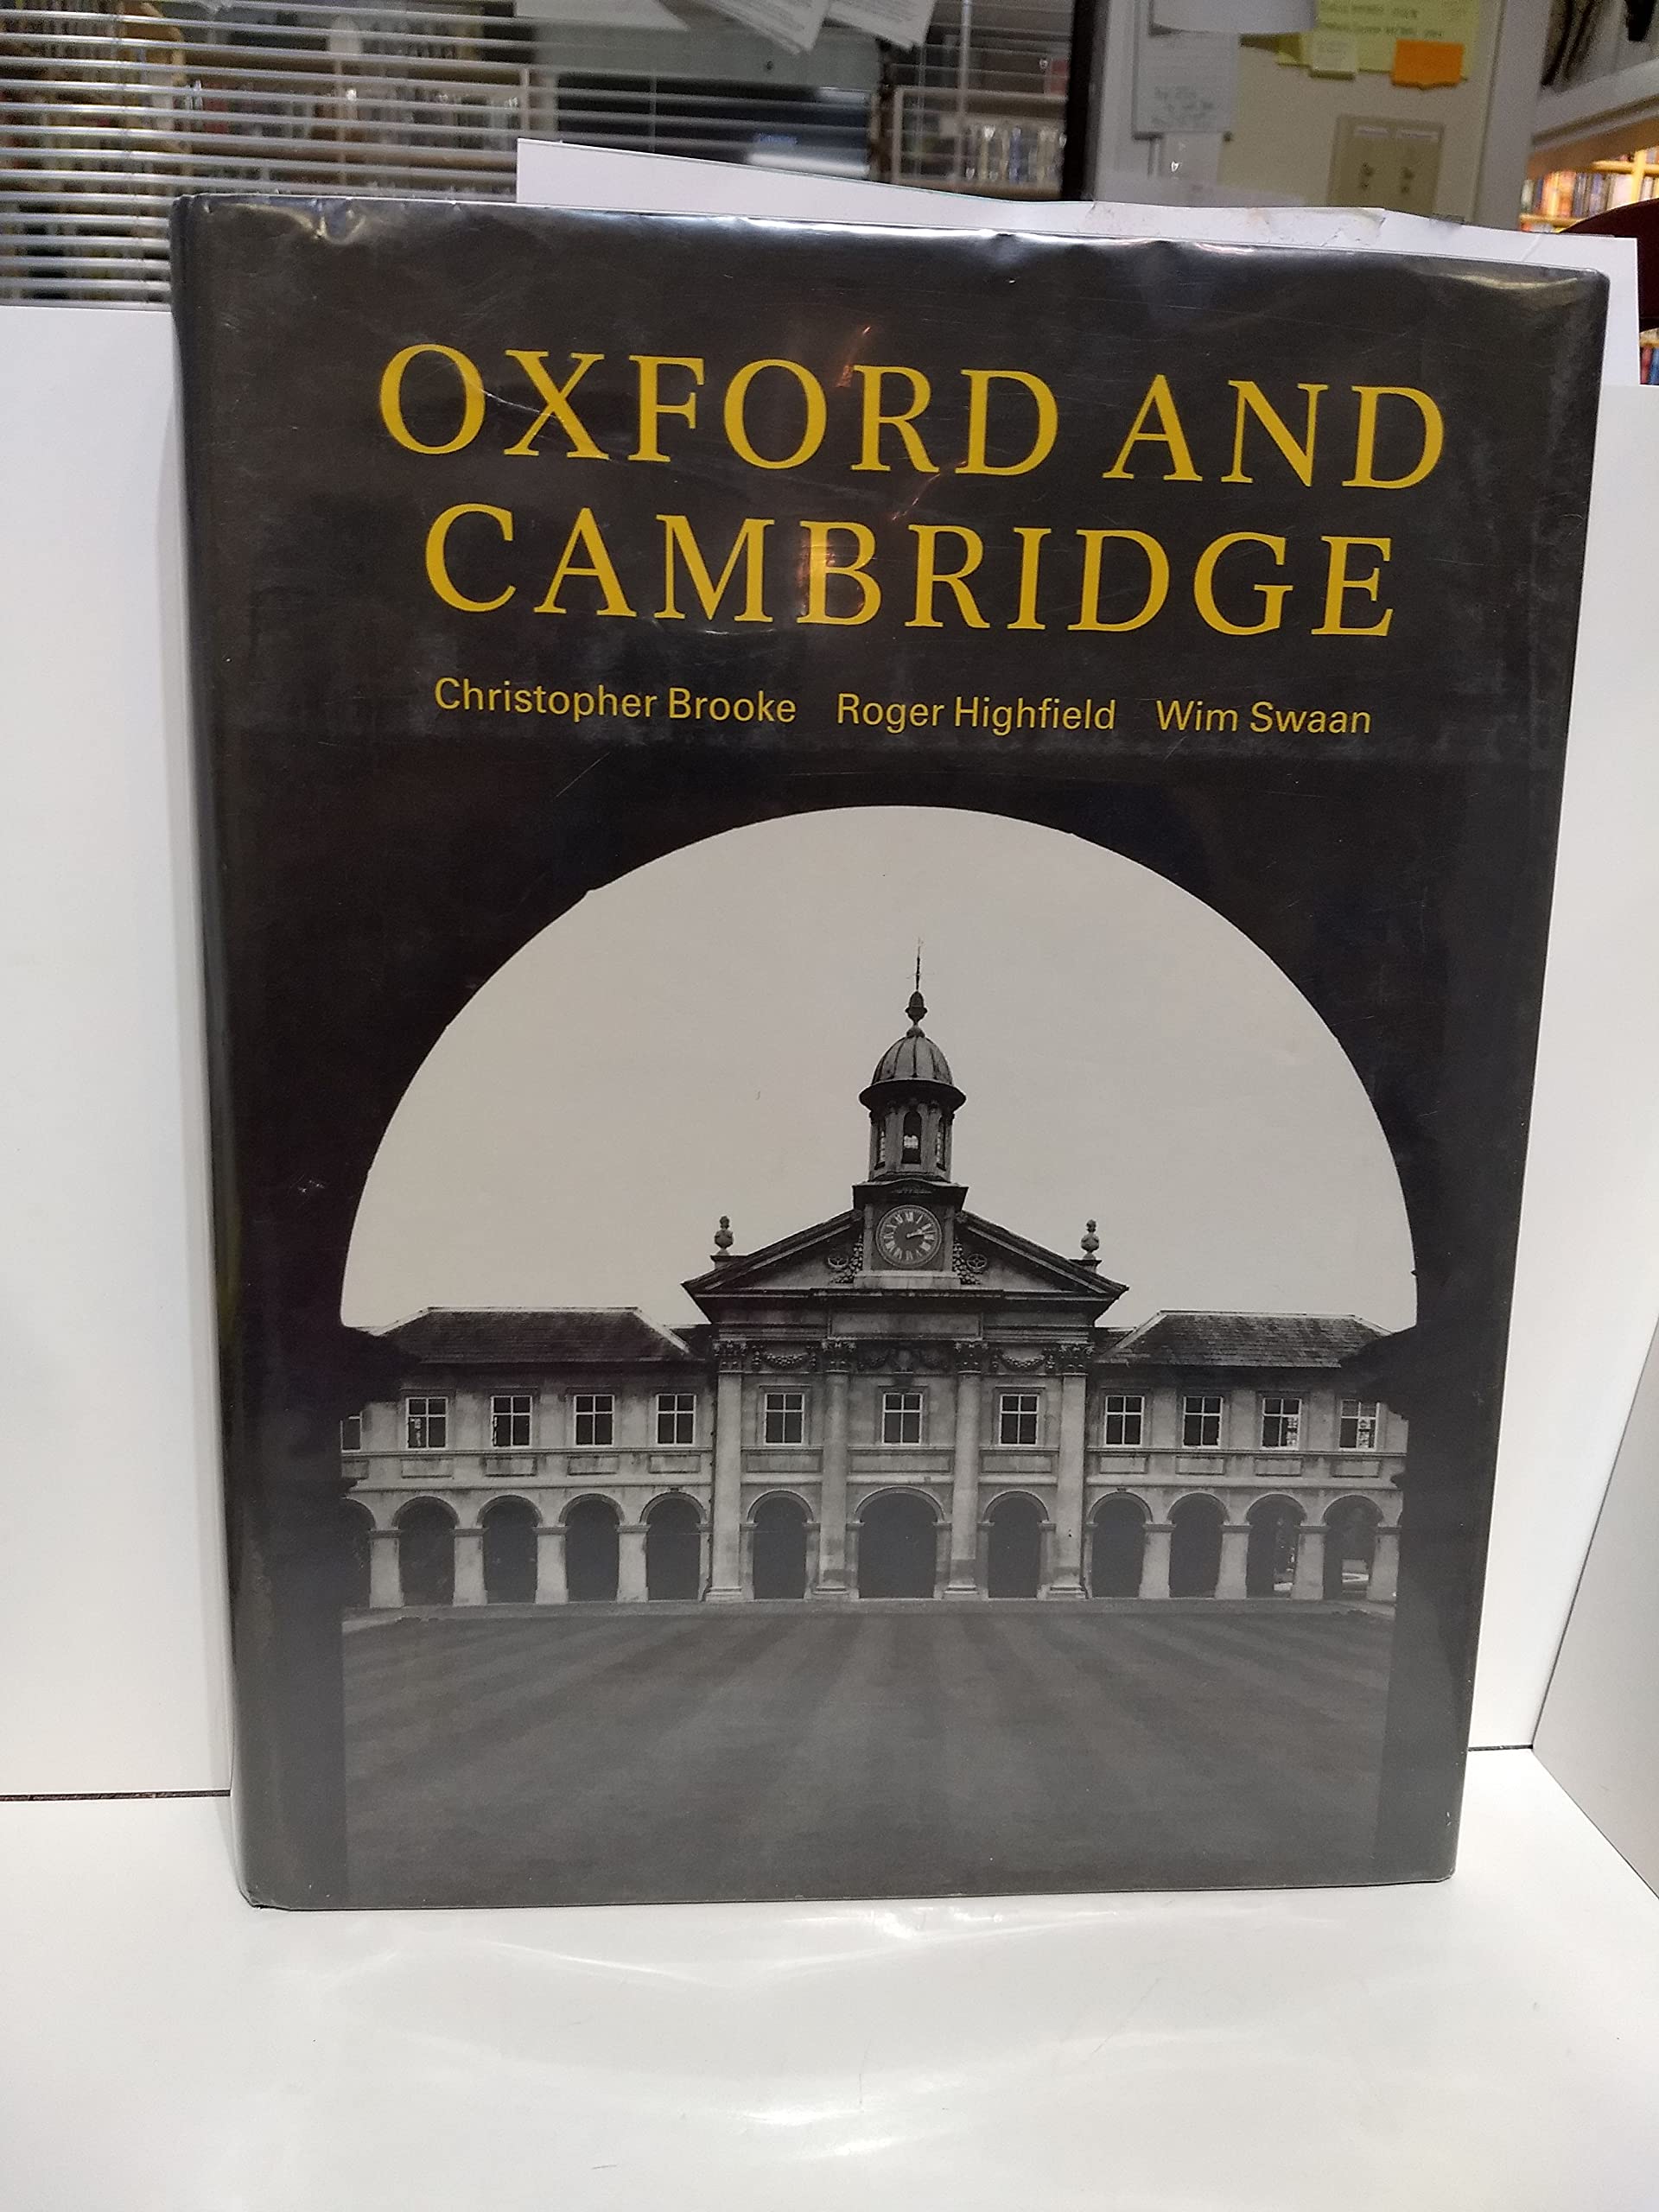 OXFORD AND
CAMBRIDGE
Christopher Brooke Roger Highfield Wim Swaan